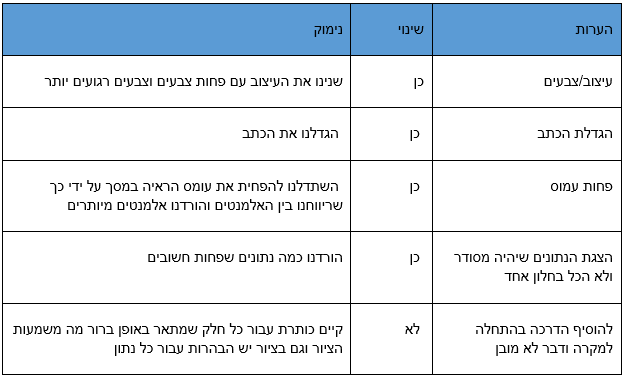 הערות שינוי נימוק
עיצוב/צבעים כן שנינו את העיצוב עם פחות צבעים וצבעים רגועים יותר
הגדלת הכתב כן הגדלנו את הכתב
פחות עמוס כן השתדלנו להפחית את עומס הראיה במסך על ידי כך
שריווחנו בין האלמנטים והורדנו אלמנטים מיותרים
הצגת הנתונים שיהיה מסודר
ולא הכל בחלון אחד
כן הורדנו כמה נתונים שפחות חשובים
להוסיף הדרכה בהתחלה
למקרה ודבר לא מובן
לא קיים כותרת עבור כל חלק שמתאר באופן ברור מה משמעות
הציור וגם בציור יש הבהרות עבור כל נתון